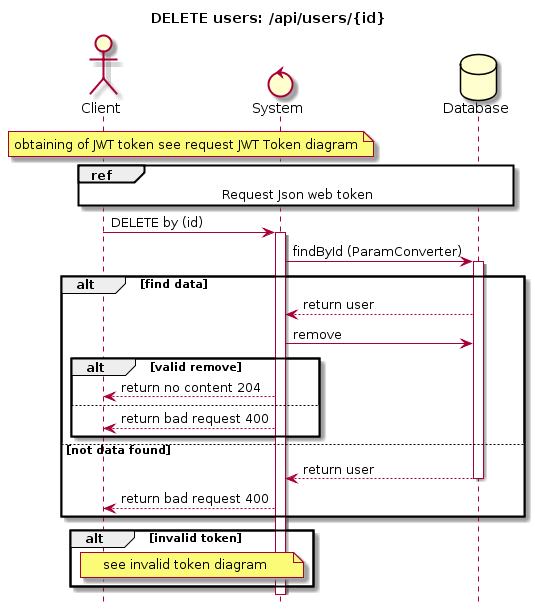 DELETE users: /api/users/{id}
Client
System
Database
obtaining of JWT token see request JWT Token diagram
ref
Request Json web token
DELETE by (id)
findById (ParamConverter)
alt [find data]
return user
remove
alt [valid remove]
return no content 204
return bad request 400
[not data found]
return user
return bad request 400
alt [invalid token]
see invalid token diagram